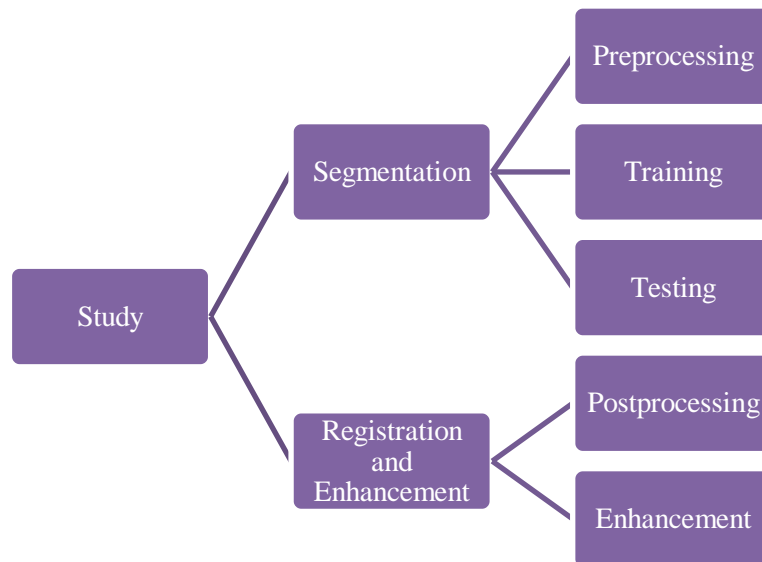 Study
Segmentation
Preprocessing
Training
Testing
Registration
and
Enhancement
Postprocessing
Enhancement